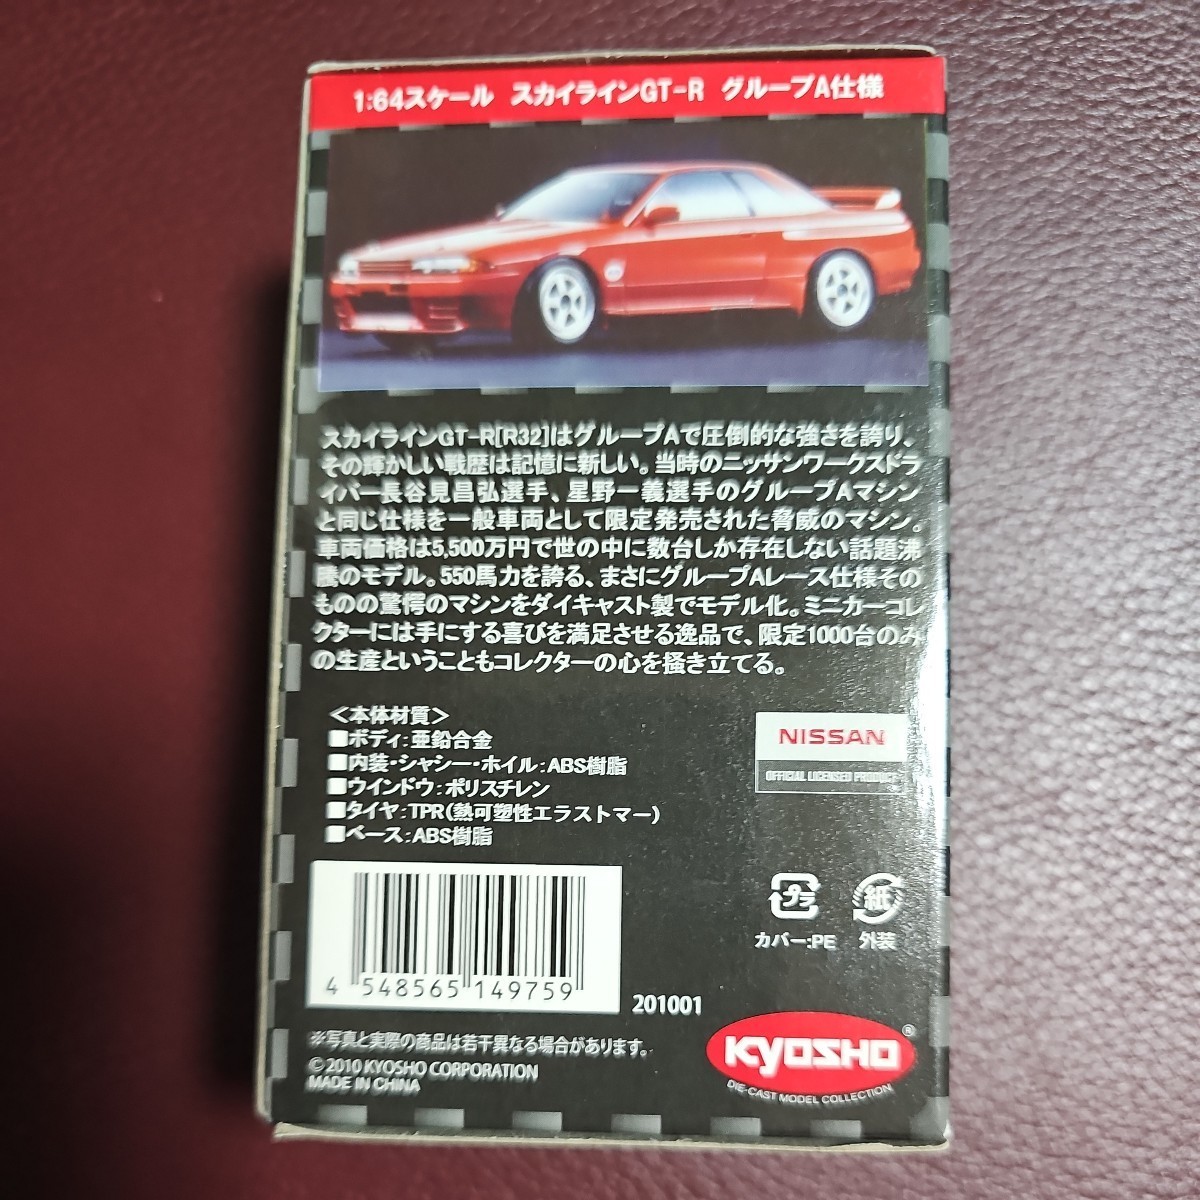 1:64スケール スカイラインGT-R グループA仕様
スカイラインGT-R[R32]はグループAで圧倒的な強さを誇り、
その輝かしい戦歴は記憶に新しい。当時のニッサンワークスドラ
イバー長谷見昌弘選手、星野一義選手のグループAマシン
と同じ仕様を一般車両として限定発売された脅威のマシン。
車両価格は5,500万円で世の中に数台しか存在しない話題沸
騰のモデル。550馬力を誇る、まさにグループAレース仕様その
ものの驚愕のマシンをダイキャスト製でモデル化。ミニカーコレ
クターには手にする喜びを満足させる逸品で、限定1000台のみ
の生産ということもコレクターの心を掻き立てる。
<本体材質>
■ボディ:亜鉛合金
■内装・シャシー・ホイル:ABS樹脂
■ウインドウ:ポリスチレン
■タイヤ:TPR(熱可塑性エラストマー)
■ベース:ABS樹脂
NISSAN
OFFICIAL LICENSED PRODUCT
プラ
カバー:PE
紙
外装
4 548565 149759
201001
※写真と実際の商品は若干異なる場合があります。
© 2010 KYOSHO CORPORATION
MADE IN CHINA
KYOSHO®
DIE-CAST MODEL COLLECTION